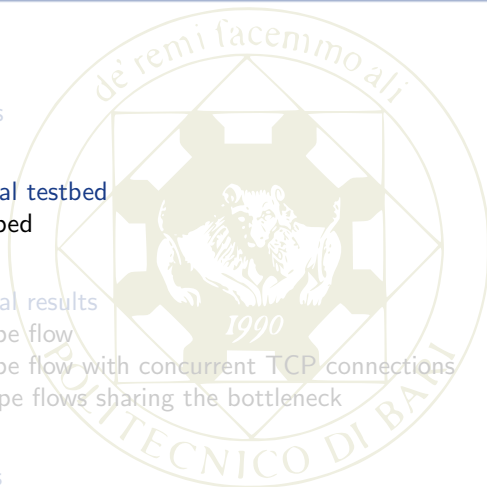 de' remi facemmo ali
s
al testbed
bed
al results
pe flow
1990
pe flow with concurrent TCP connections
pe flows sharing the bottleneck
POLITECNICO DI BARI
s